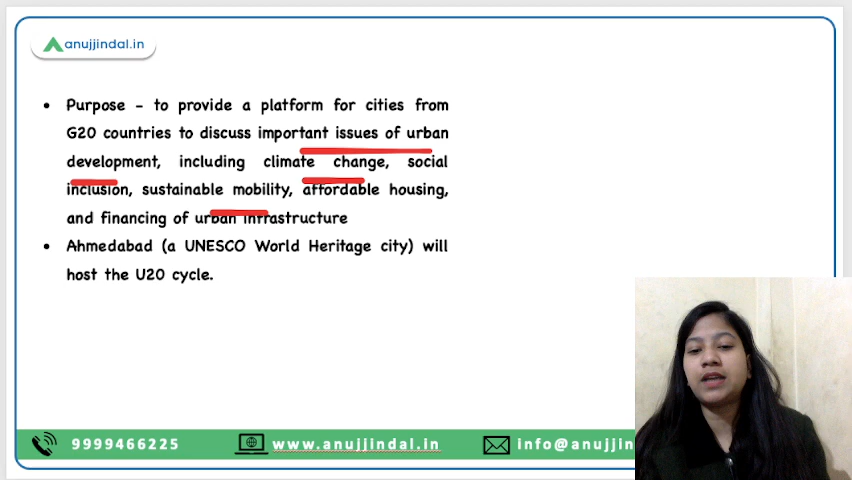 anujjindal.in
• Purpose – to provide a platform for cities from
G20 countries to discuss important issues of urban
development, including climate change, social
inclusion, sustainable mobility, affordable housing,
and financing of urban infrastructure
• Ahmedabad (a UNESCO World Heritage city) will
host the U20 cycle.
9999466225
www.anujjindal.in
info@anujjin